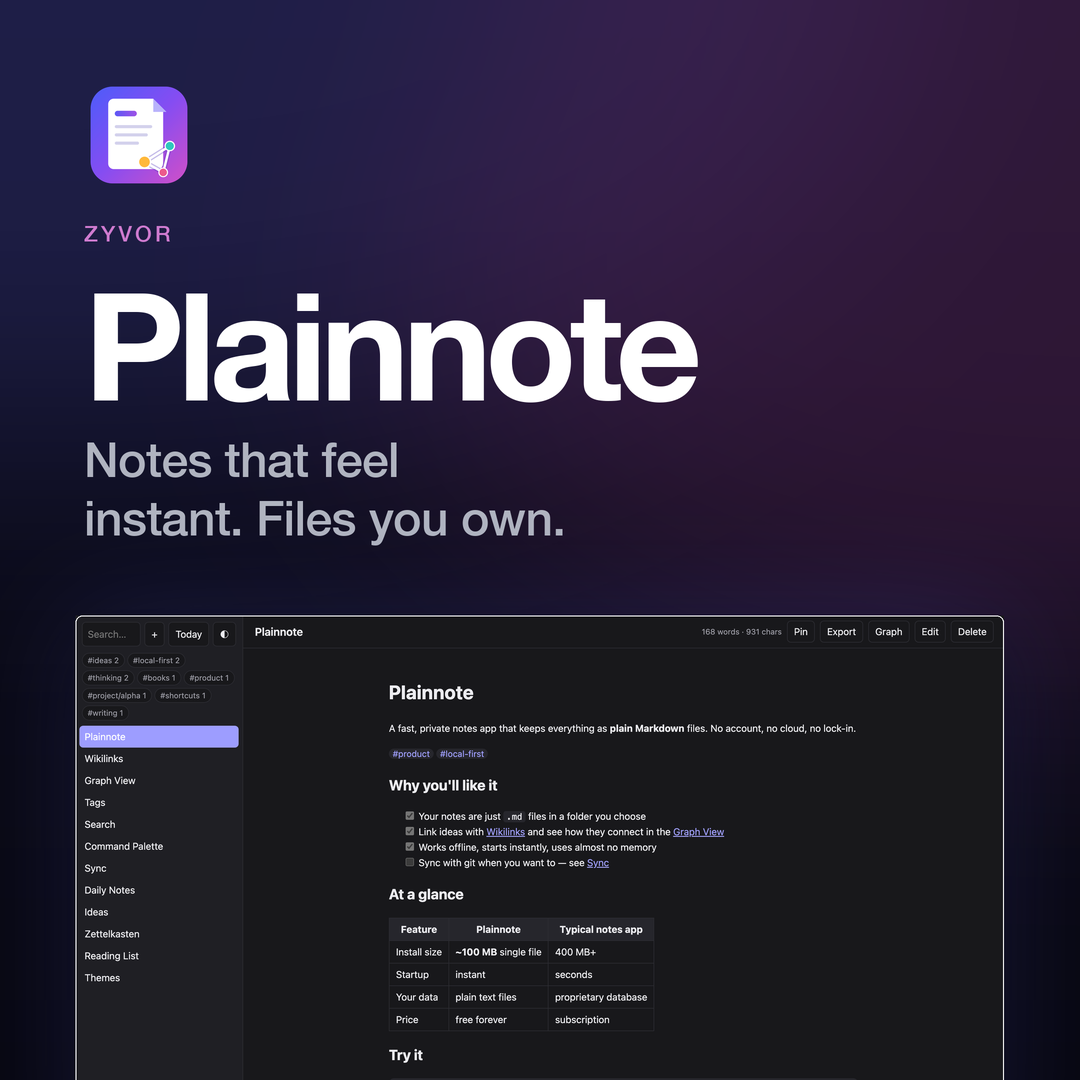 ZYVOR
Plainnote
Notes that feel
instant. Files you own.
Search...
+
Today
Plainnote
168 words · 931 chars
Pin
Export
Graph
Edit
Delete
#ideas 2
#local-first 2
#thinking 2
#books 1
#product 1
#project/alpha 1
#shortcuts 1
#writing 1
Plainnote
Wikilinks
Graph View
Tags
Search
Command Palette
Sync
Daily Notes
Ideas
Zettelkasten
Reading List
Themes
Plainnote
A fast, private notes app that keeps everything as plain Markdown files. No account, no cloud, no lock-in.
#product #local-first
Why you'll like it
Your notes are just .md files in a folder you choose
Link ideas with Wikilinks and see how they connect in the Graph View
Works offline, starts instantly, uses almost no memory
Sync with git when you want to — see Sync
At a glance
Feature Plainnote Typical notes app
Install size ~100 MB single file 400 MB+
Startup instant seconds
Your data plain text files proprietary database
Price free forever subscription
Try it